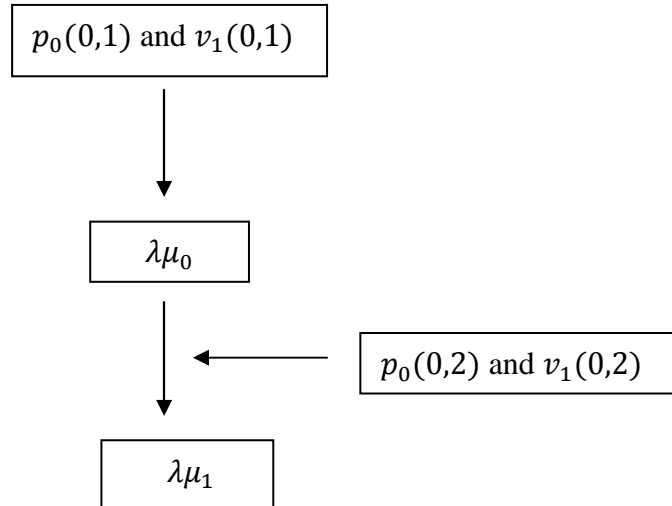 𝑝₀(0,1) and 𝑣₁(0,1)
𝜆𝜇₀
𝑝₀(0,2) and 𝑣₁(0,2)
𝜆𝜇₁